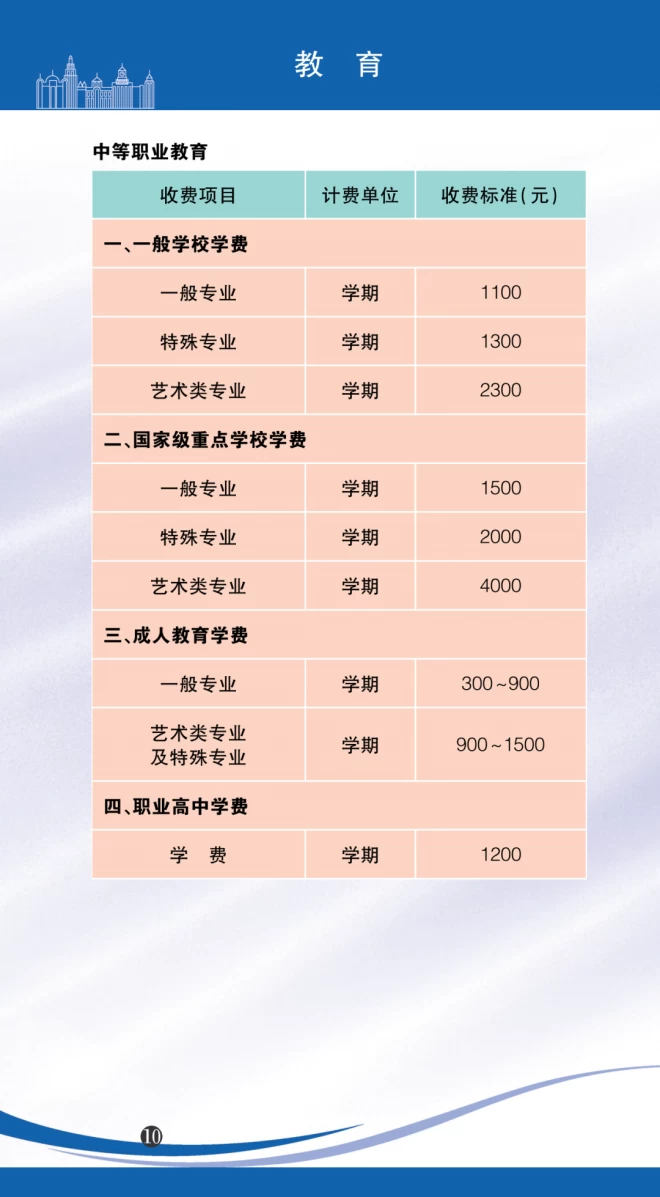 教 育
中等职业教育
收费项目 计费单位 收费标准(元)
一、一般学校学费
一般专业 学期 1100
特殊专业 学期 1300
艺术类专业 学期 2300
二、国家级重点学校学费
一般专业 学期 1500
特殊专业 学期 2000
艺术类专业 学期 4000
三、成人教育学费
一般专业 学期 300~900
艺术类专业
及特殊专业 学期 900~1500
四、职业高中学费
学 费 学期 1200
10